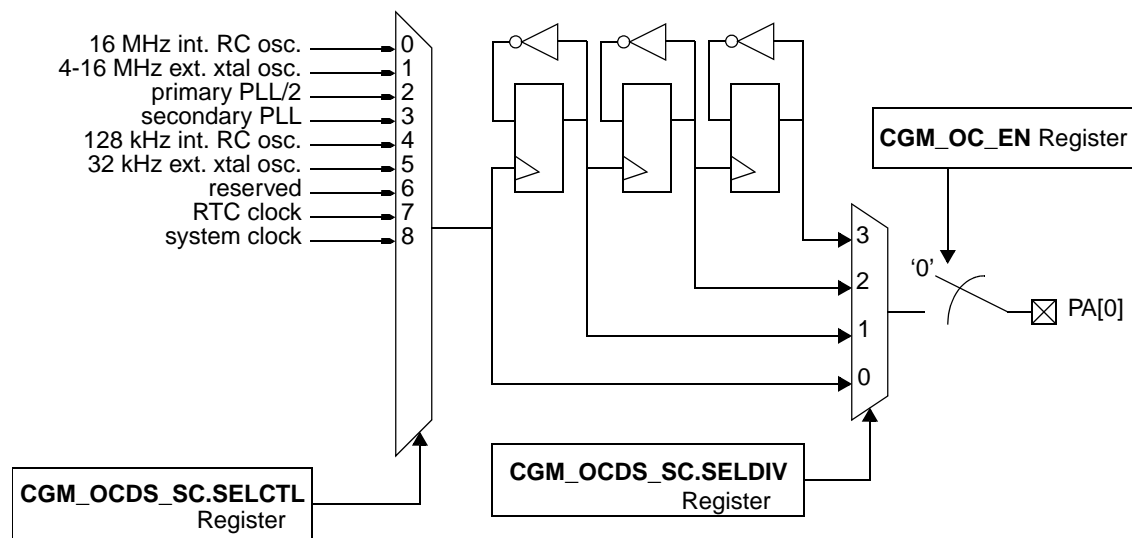 16 MHz int. RC osc. 0
4-16 MHz ext. xtal osc. 1
primary PLL/2 2
secondary PLL 3
128 kHz int. RC osc. 4
32 kHz ext. xtal osc. 5
reserved 6
RTC clock 7
system clock 8
CGM_OC_EN Register
3
2
1
0
‘0’
PA[0]
CGM_OCDS_SC.SELDIV
Register
CGM_OCDS_SC.SELCTL
Register